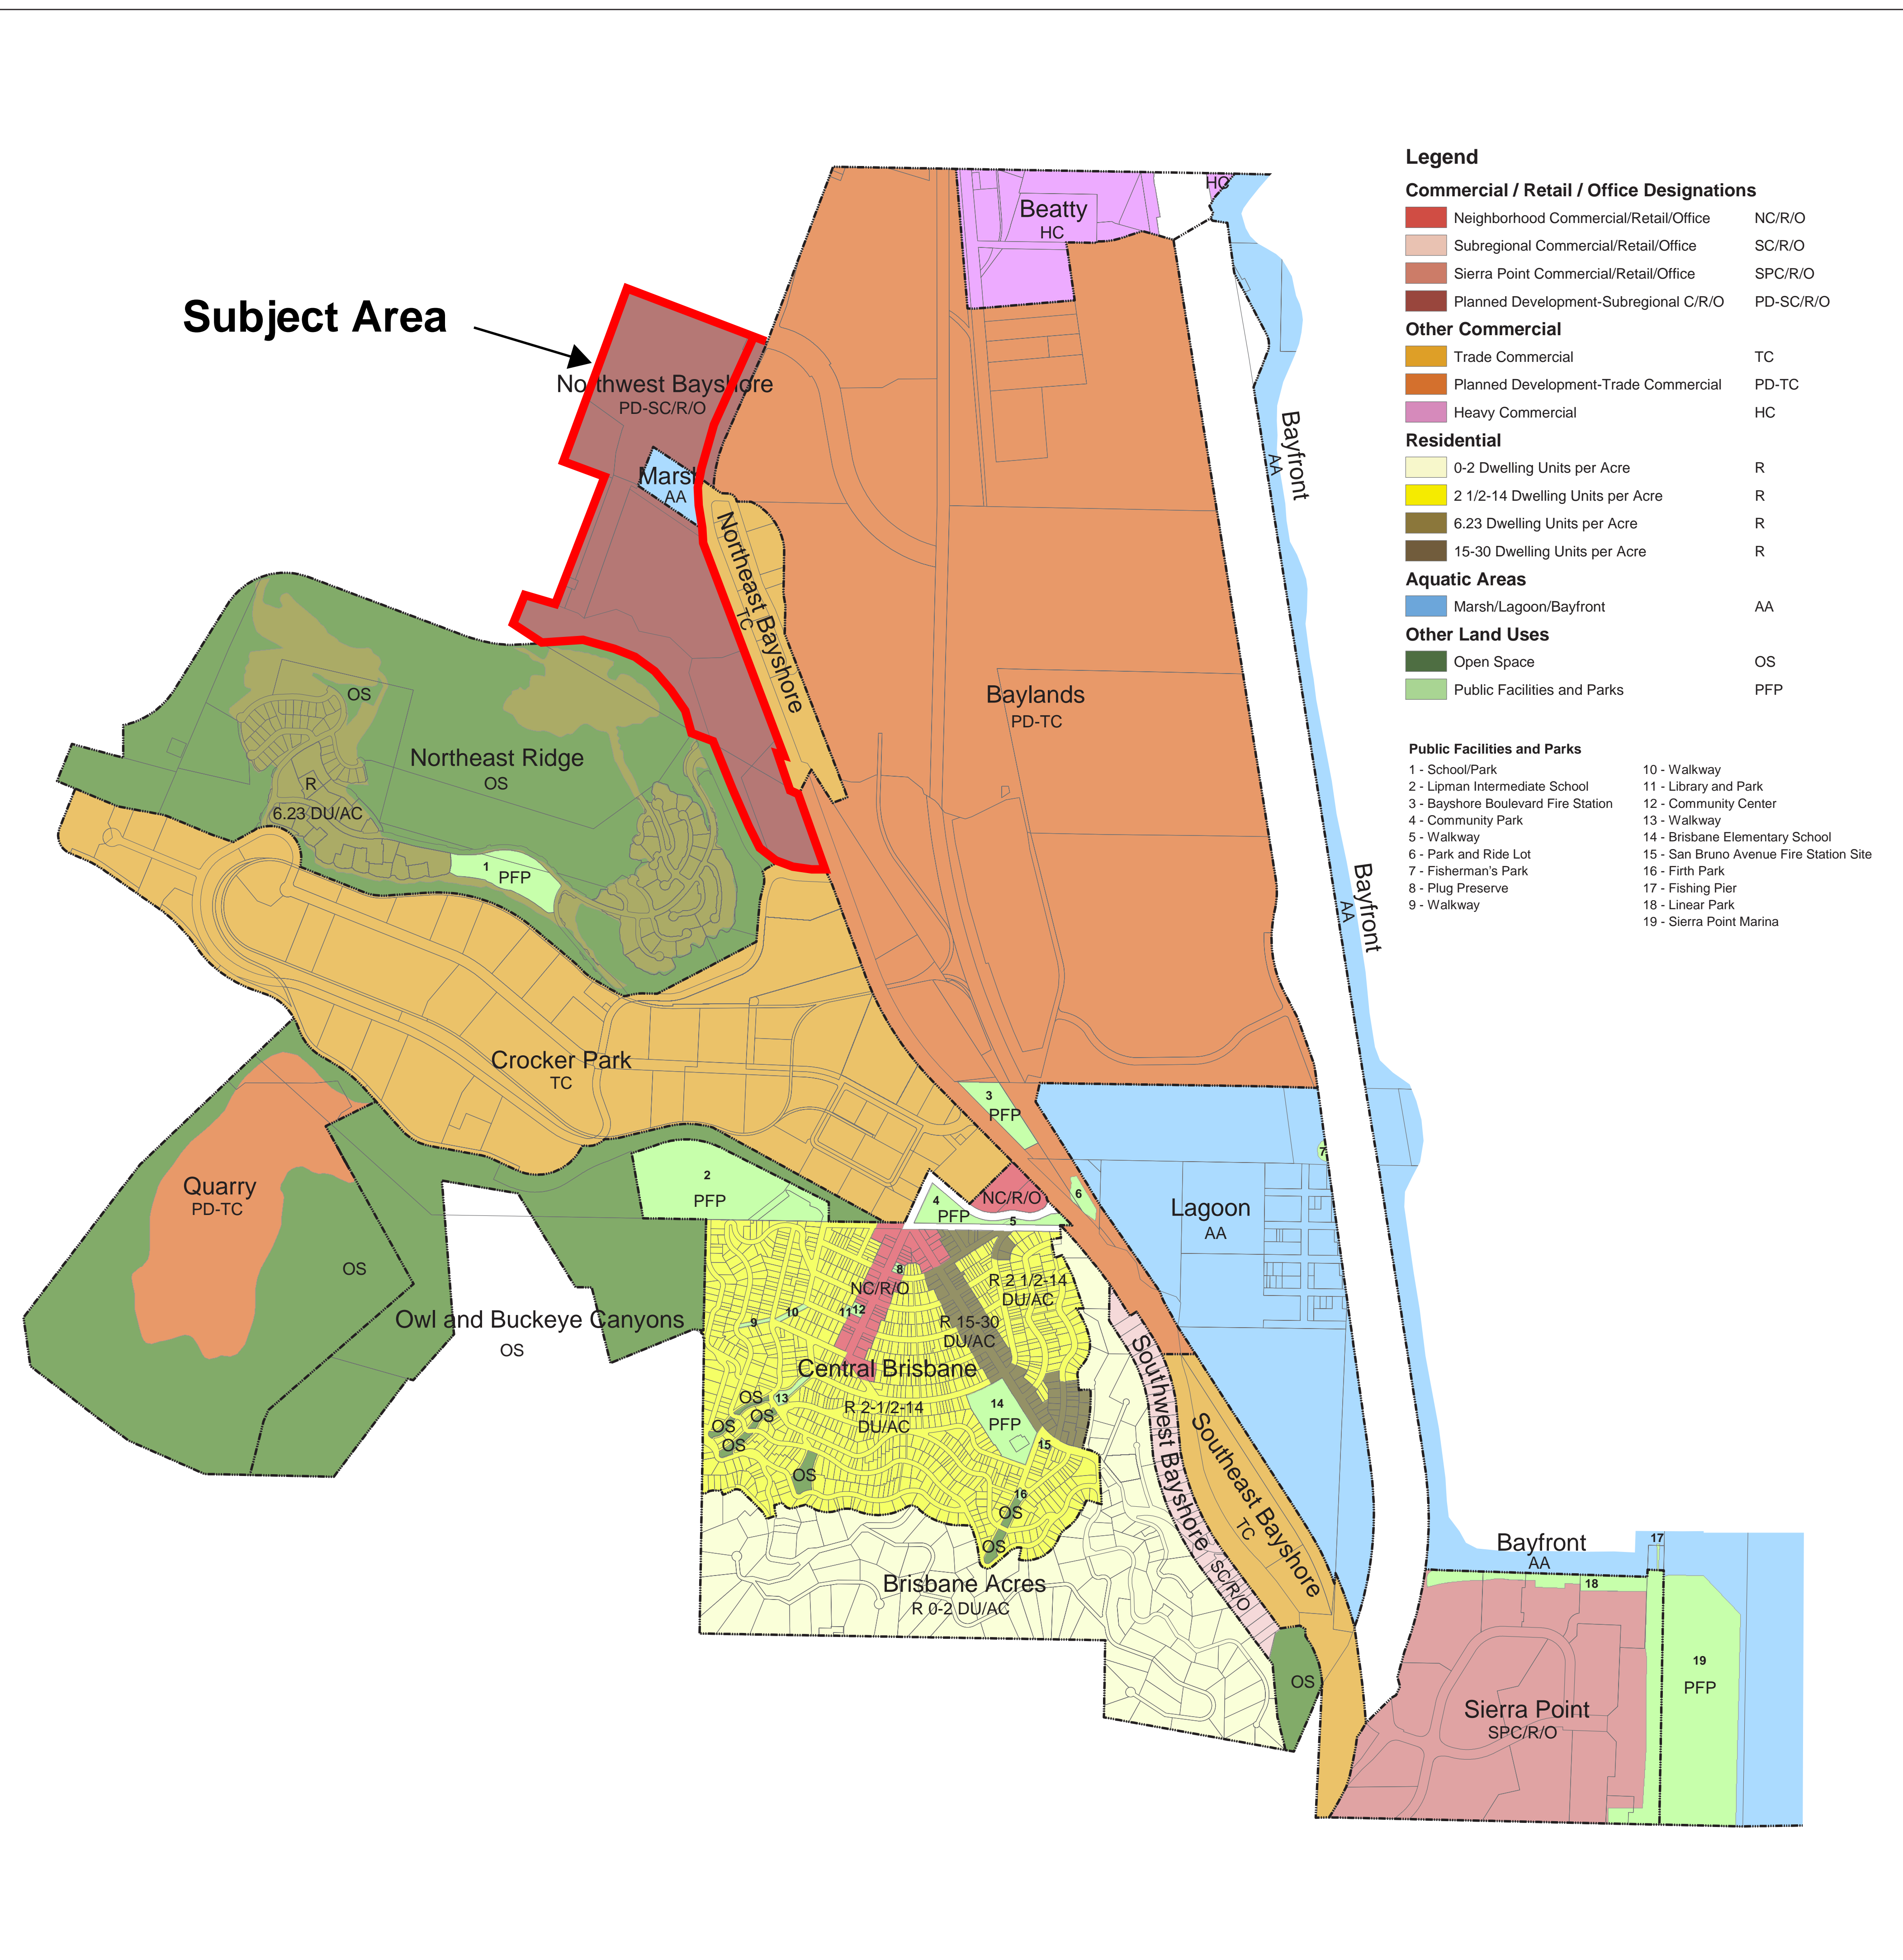 Legend
Commercial / Retail / Office Designations
Neighborhood Commercial/Retail/Office NC/R/O
Subregional Commercial/Retail/Office SC/R/O
Sierra Point Commercial/Retail/Office SPC/R/O
Planned Development-Subregional C/R/O PD-SC/R/O
Other Commercial
Trade Commercial TC
Planned Development-Trade Commercial PD-TC
Heavy Commercial HC
Residential
0-2 Dwelling Units per Acre R
2 1/2-14 Dwelling Units per Acre R
6.23 Dwelling Units per Acre R
15-30 Dwelling Units per Acre R
Aquatic Areas
Marsh/Lagoon/Bayfront AA
Other Land Uses
Open Space OS
Public Facilities and Parks PFP
Public Facilities and Parks
1 - School/Park
2 - Lipman Intermediate School
3 - Bayshore Boulevard Fire Station
4 - Community Park
5 - Walkway
6 - Park and Ride Lot
7 - Fisherman's Park
8 - Plug Preserve
9 - Walkway
10 - Walkway
11 - Library and Park
12 - Community Center
13 - Walkway
14 - Brisbane Elementary School
15 - San Bruno Avenue Fire Station Site
16 - Firth Park
17 - Fishing Pier
18 - Linear Park
19 - Sierra Point Marina
HC
Beatty
HC
Subject Area
Northwest Bayshore
PD-SC/R/O
Marsh
AA
Bayfront
AA
Northeast Bayshore
TC
Baylands
PD-TC
OS
Northeast Ridge
OS
R
6.23 DU/AC
1
PFP
Bayfront
AA
Crocker Park
TC
3
PFP
7
Quarry
PD-TC
OS
2
PFP
4
PFP
NC/R/O
5
6
Lagoon
AA
Owl and Buckeye Canyons
OS
8
NC/R/O
R 2 1/2-14
DU/AC
9
10
11
12
R 15-30
DU/AC
Central Brisbane
R 2-1/2-14
DU/AC
13
OS
OS
OS
OS
OS
14
PFP
15
16
OS
OS
Southwest Bayshore
SC/R/O
Southeast Bayshore
TC
Brisbane Acres
R 0-2 DU/AC
OS
Bayfront
AA
17
18
19
PFP
Sierra Point
SPC/R/O